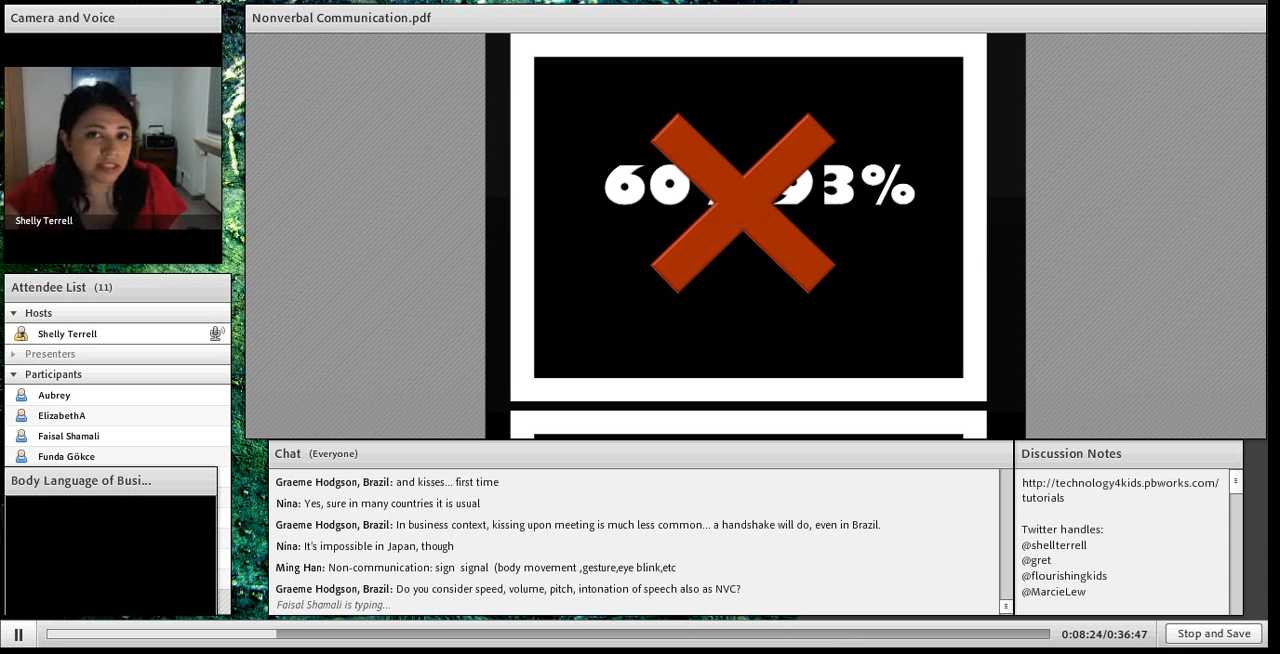 Camera and Voice
Shelly Terrell
Attendee List (11)
Hosts
Shelly Terrell
Presenters
Participants
Aubrey
ElizabethA
Faisal Shamali
Funda Gökce
Body Language of Busi...
Nonverbal Communication.pdf
60 93%
Chat (Everyone)
Graeme Hodgson, Brazil: and kisses... first time
Nina: Yes, sure in many countries it is usual
Graeme Hodgson, Brazil: In business context, kissing upon meeting is much less common... a handshake will do, even in Brazil.
Nina: It's impossible in Japan, though
Ming Han: Non-communication: sign signal (body movement ,gesture,eye blink,etc
Graeme Hodgson, Brazil: Do you consider speed, volume, pitch, intonation of speech also as NVC?
Faisal Shamali is typing...
Discussion Notes
http://technology4kids.pbworks.com/
tutorials
Twitter handles:
@shellterrell
@gret
@flourishingkids
@MarcieLew
0:08:24/0:36:47
Stop and Save